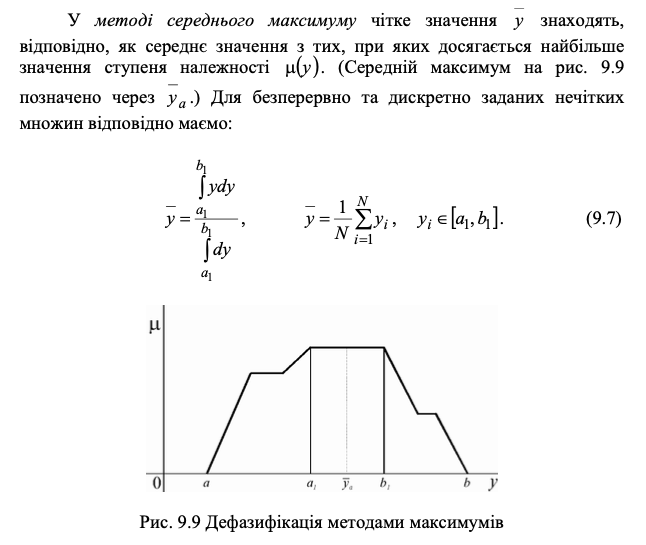 У методі середнього максимуму чітке значення y̅ знаходять,
відповідно, як середнє значення з тих, при яких досягається найбільше
значення ступеня належності μ(y). (Середній максимум на рис. 9.9
позначено через y̅ₐ.) Для безперервно та дискретно заданих нечітких
множин відповідно маємо:
y̅ = ∫_{a₁}^{b₁} ydy / ∫_{a₁}^{b₁} dy , y̅ = 1/N ∑_{i=1}^{N} yᵢ , yᵢ ∈ [a₁, b₁]. (9.7)
μ
0 a a₁ y̅ₐ b₁ b y
Рис. 9.9 Дефазифікація методами максимумів